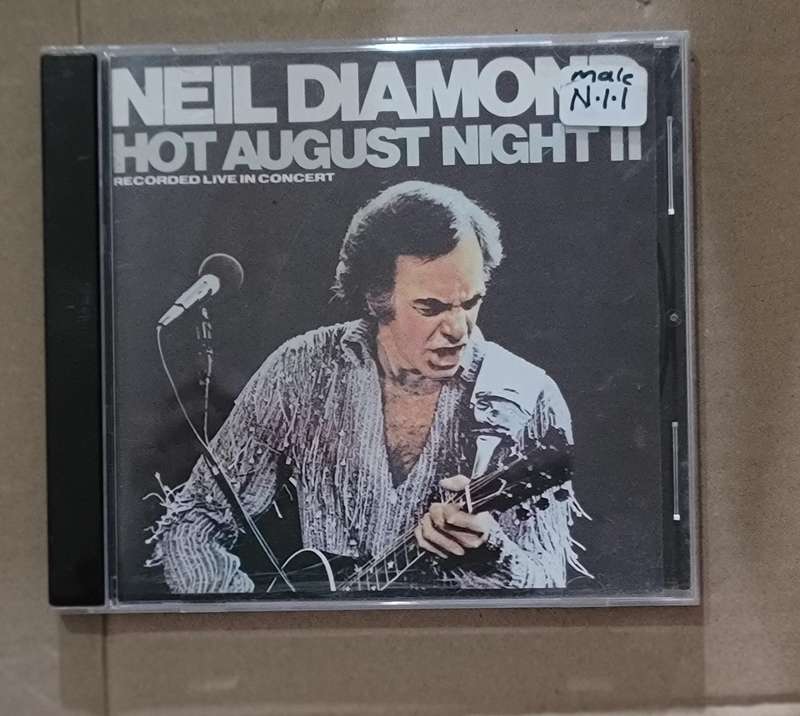 NEIL DIAMOND
male
N.1.1
HOT AUGUST NIGHT II
RECORDED LIVE IN CONCERT